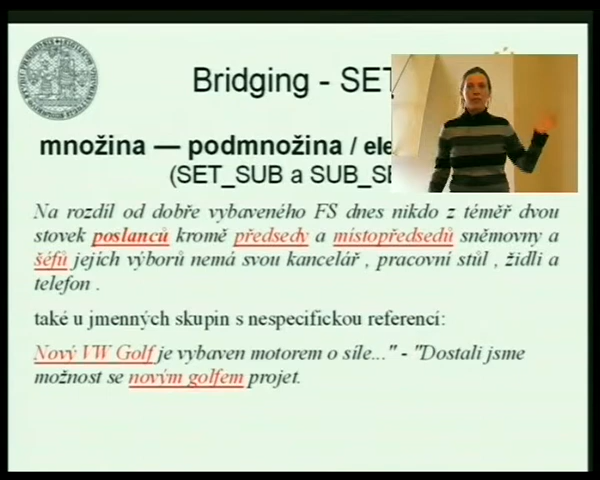 Bridging - SET
množina — podmnožina / ele
(SET_SUB a SUB_SE
Na rozdíl od dobře vybaveného FS dnes nikdo z téměř dvou
stovek poslanců kromě předsedy a místopředsedů sněmovny a
šéfů jejích výborů nemá svou kancelář , pracovní stůl , židli a
telefon .
také u jmenných skupin s nespecifickou referencí:
Nový VW Golf je vybaven motorem o síle..." - "Dostali jsme
možnost se novým golfem projet.